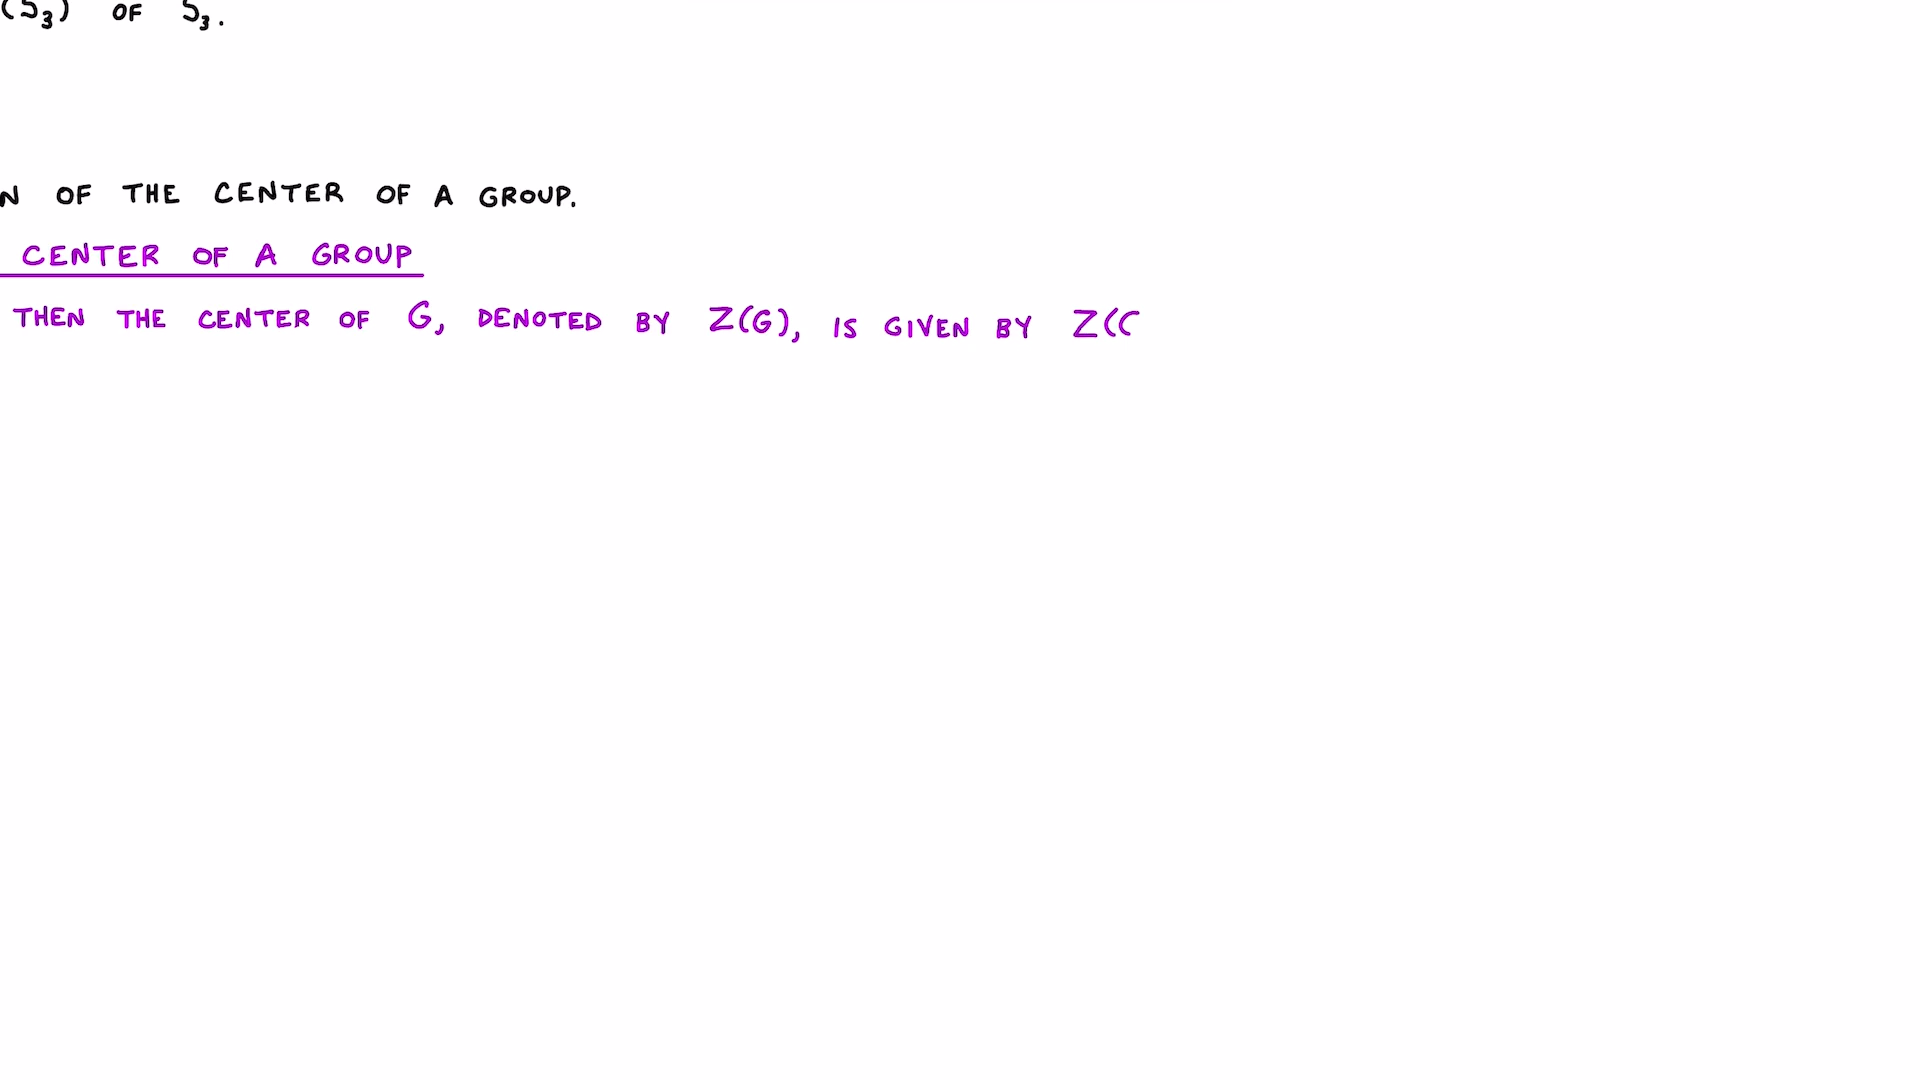 (S₃) OF S₃.
N OF THE CENTER OF A GROUP.
CENTER OF A GROUP
THEN THE CENTER OF G, DENOTED BY Z(G), IS GIVEN BY Z(C